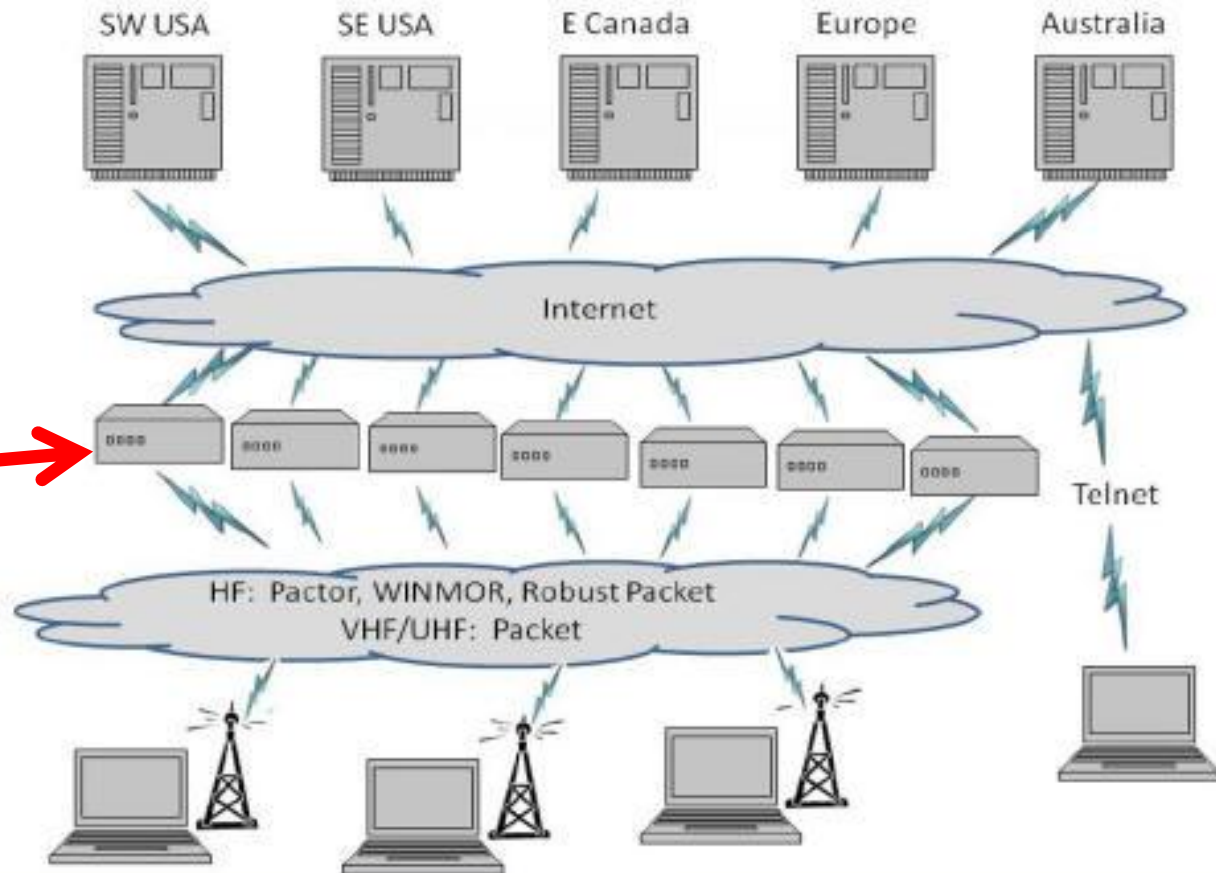 SW USA
SE USA
E Canada
Europe
Australia
Internet
Telnet
HF: Pactor, WINMOR, Robust Packet
VHF/UHF: Packet